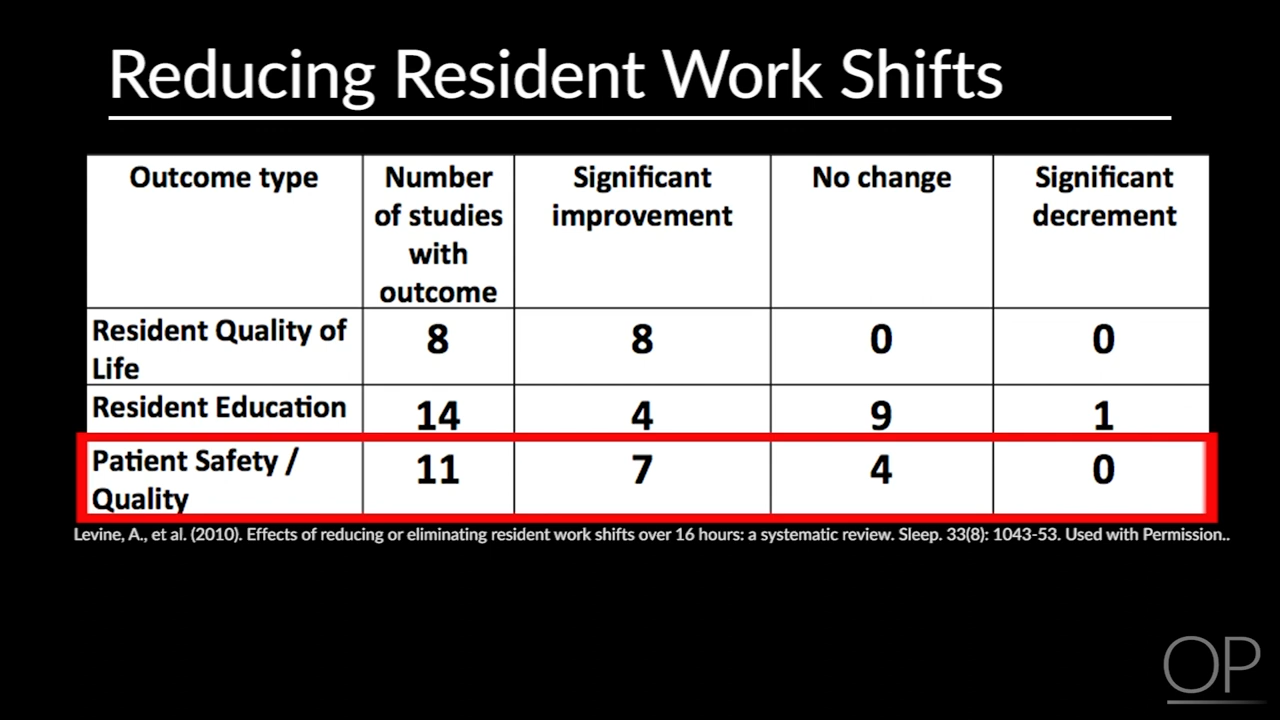 Reducing Resident Work Shifts
Outcome type
Number
of studies
with
outcome
Significant
improvement
No change
Significant
decrement
Resident Quality of
Life
8
8
0
0
Resident Education
14
4
9
1
Patient Safety /
Quality
11
7
4
0
Levine, A., et al. (2010). Effects of reducing or eliminating resident work shifts over 16 hours: a systematic review. Sleep. 33(8): 1043-53. Used with Permission..
OP